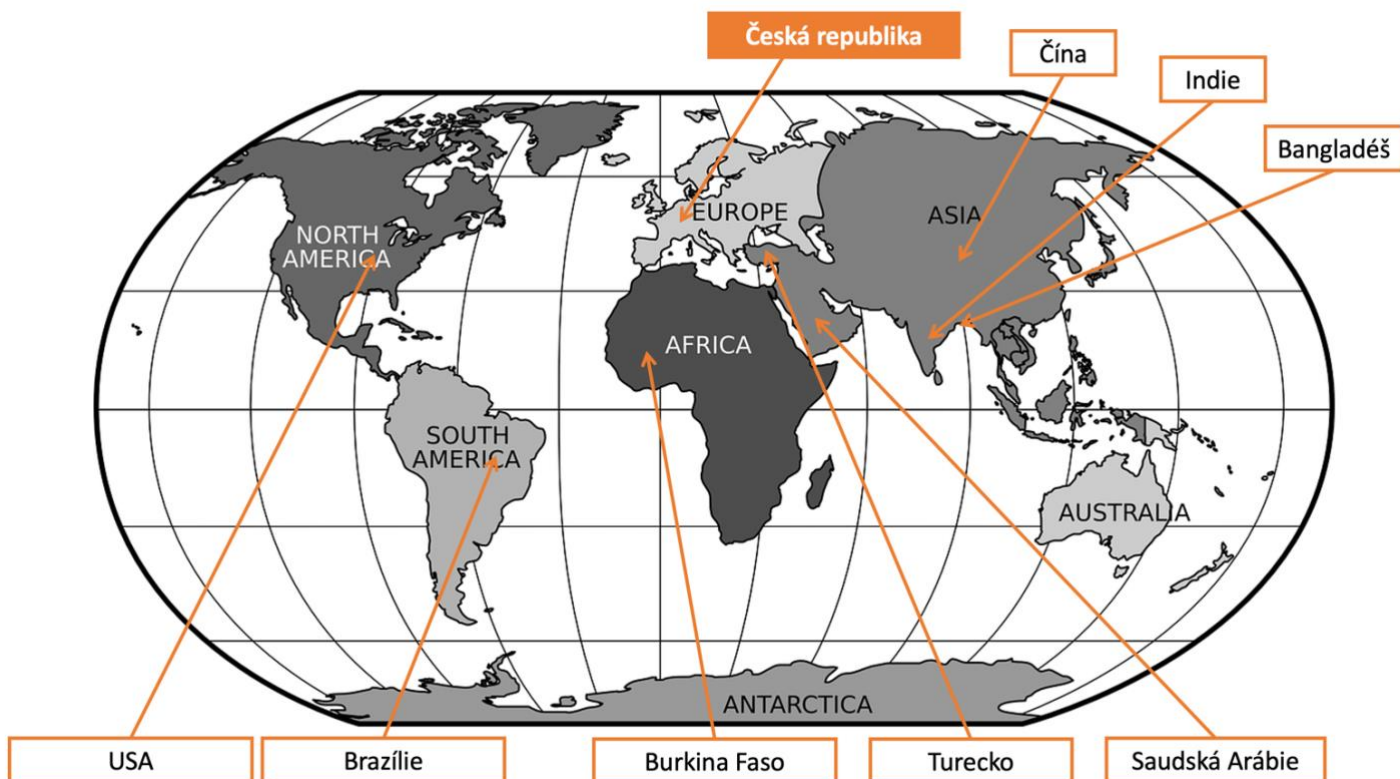 Česká republika
Čína
Indie
Bangladéš
EUROPE
ASIA
NORTH
AMERICA
AFRICA
SOUTH
AMERICA
AUSTRALIA
ANTARCTICA
USA
Brazílie
Burkina Faso
Turecko
Saudská Arábie